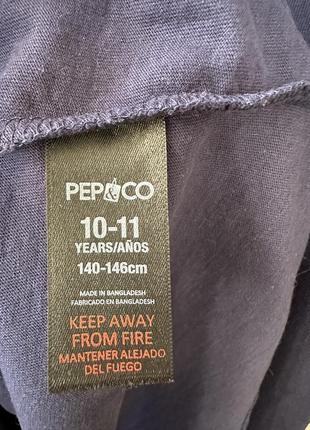 PEP&CO
10-11
YEARS/AÑOS
140-146cm
MADE IN BANGLADESH
FABRICADO EN BANGLADESH
KEEP AWAY
FROM FIRE
MANTENER ALEJADO
DEL FUEGO